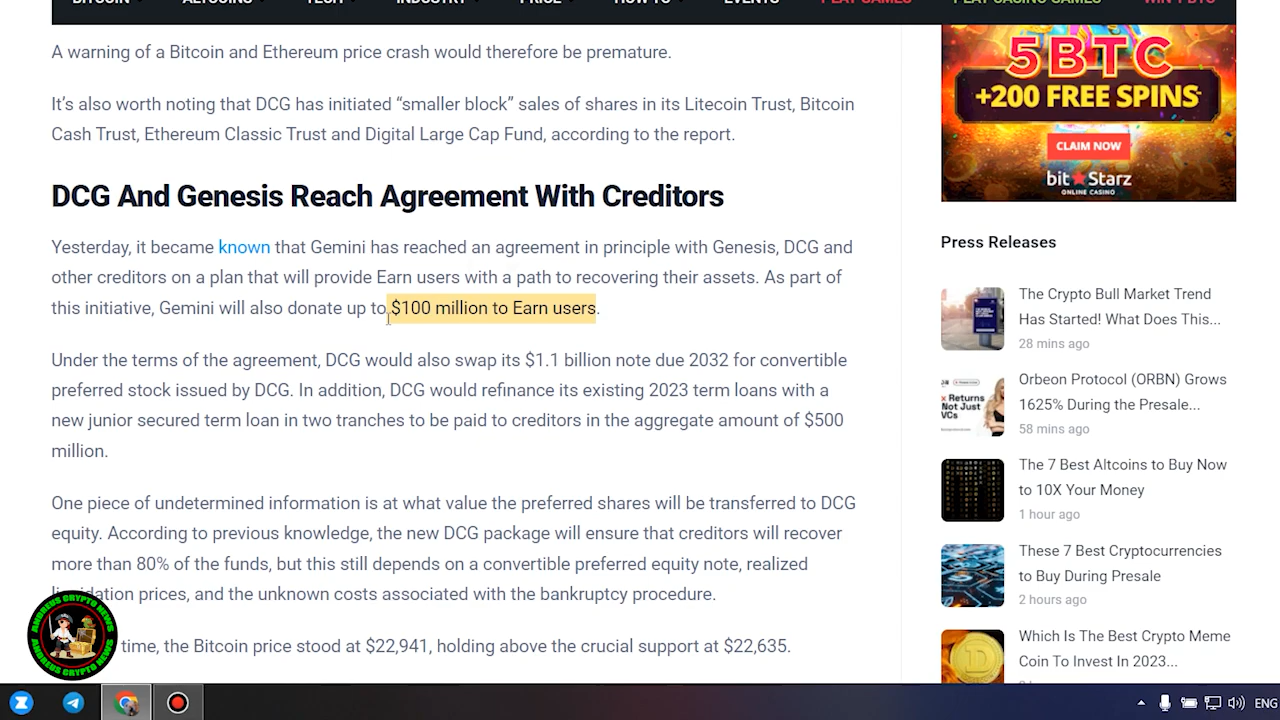 BITCOIN ALTCOINS TECH INDUSTRY PRICE HOW TO EVENTS PLAY GAMES PLAY CASINO GAMES WIN 1 BTC
A warning of a Bitcoin and Ethereum price crash would therefore be premature.
It’s also worth noting that DCG has initiated “smaller block” sales of shares in its Litecoin Trust, Bitcoin
Cash Trust, Ethereum Classic Trust and Digital Large Cap Fund, according to the report.
DCG And Genesis Reach Agreement With Creditors
Yesterday, it became known that Gemini has reached an agreement in principle with Genesis, DCG and
other creditors on a plan that will provide Earn users with a path to recovering their assets. As part of
this initiative, Gemini will also donate up to $100 million to Earn users.
Under the terms of the agreement, DCG would also swap its $1.1 billion note due 2032 for convertible
preferred stock issued by DCG. In addition, DCG would refinance its existing 2023 term loans with a
new junior secured term loan in two tranches to be paid to creditors in the aggregate amount of $500
million.
One piece of undetermined information is at what value the preferred shares will be transferred to DCG
equity. According to previous knowledge, the new DCG package will ensure that creditors will recover
more than 80% of the funds, but this still depends on a convertible preferred equity note, realized
liquidation prices, and the unknown costs associated with the bankruptcy procedure.
time, the Bitcoin price stood at $22,941, holding above the crucial support at $22,635.
ANDREUS CRYPTO NEWS
ANDREUS CRYPTO NEWS
5 BTC
+200 FREE SPINS
CLAIM NOW
bitStarz
ONLINE CASINO
Press Releases
The Crypto Bull Market Trend
Has Started! What Does This...
28 mins ago
Orbeon Protocol (ORBN) Grows
1625% During the Presale...
58 mins ago
× Returns
Not Just
VCs
The 7 Best Altcoins to Buy Now
to 10X Your Money
1 hour ago
These 7 Best Cryptocurrencies
to Buy During Presale
2 hours ago
Which Is The Best Crypto Meme
Coin To Invest In 2023...
ENG